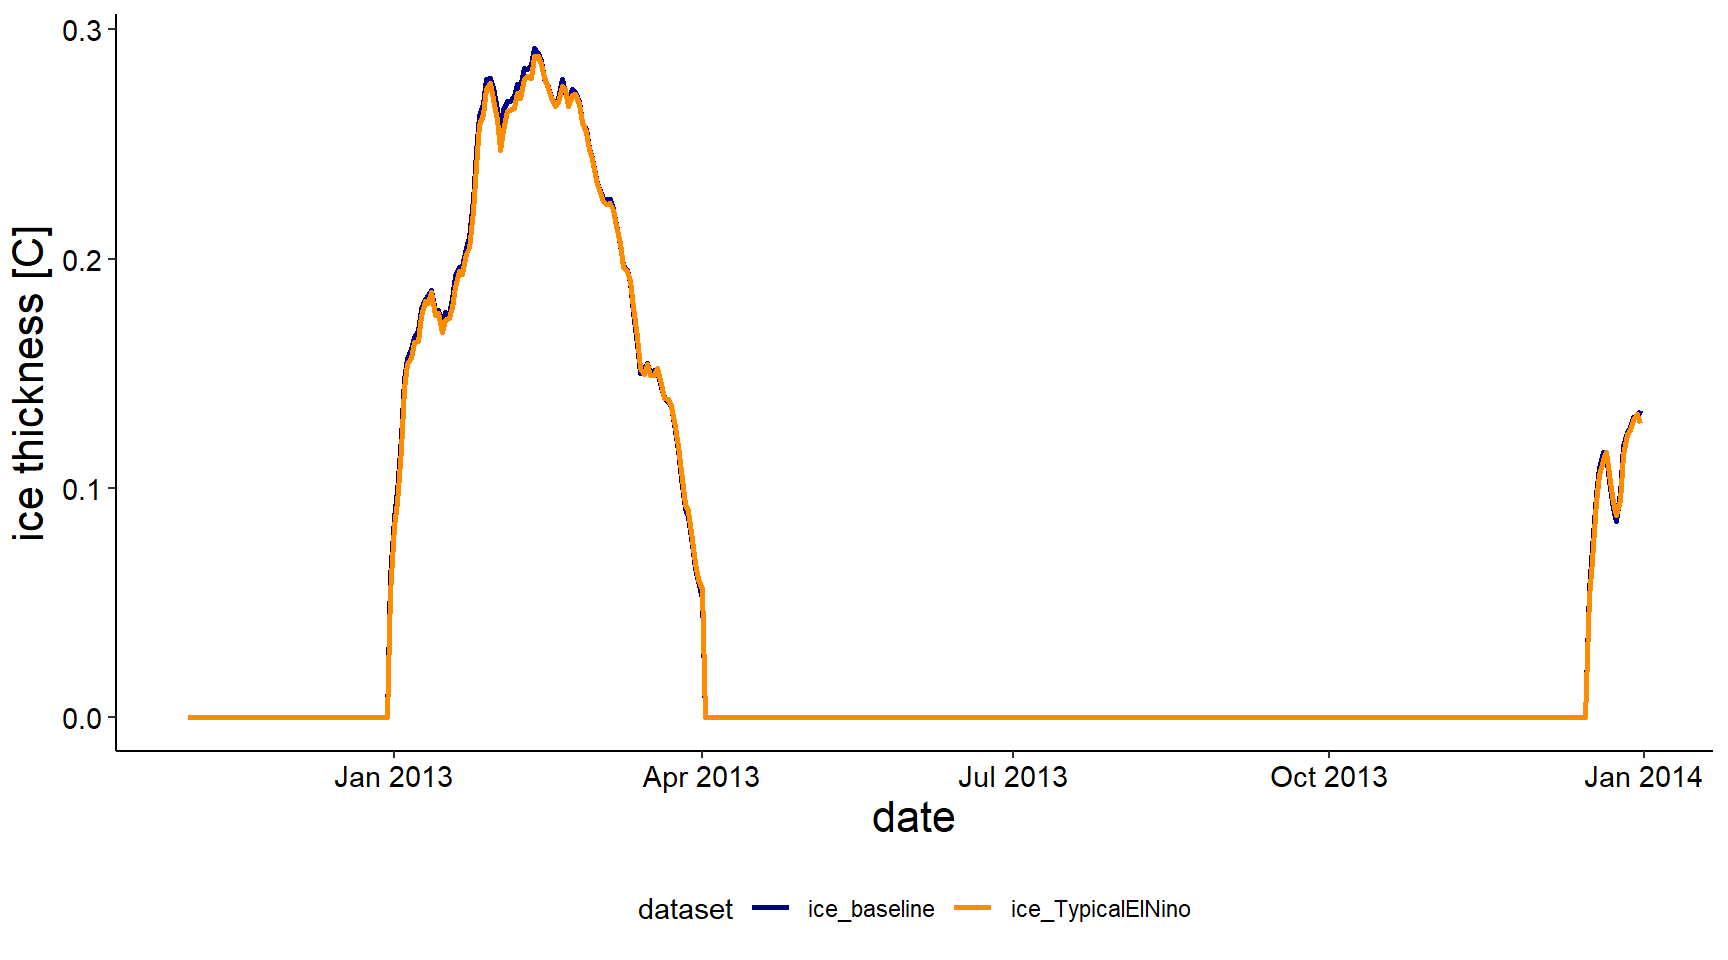 ice thickness [C]
0.3
0.2
0.1
0.0
Jan 2013 Apr 2013 Jul 2013 Oct 2013 Jan 2014
date
dataset ice_baseline ice_TypicalElNino